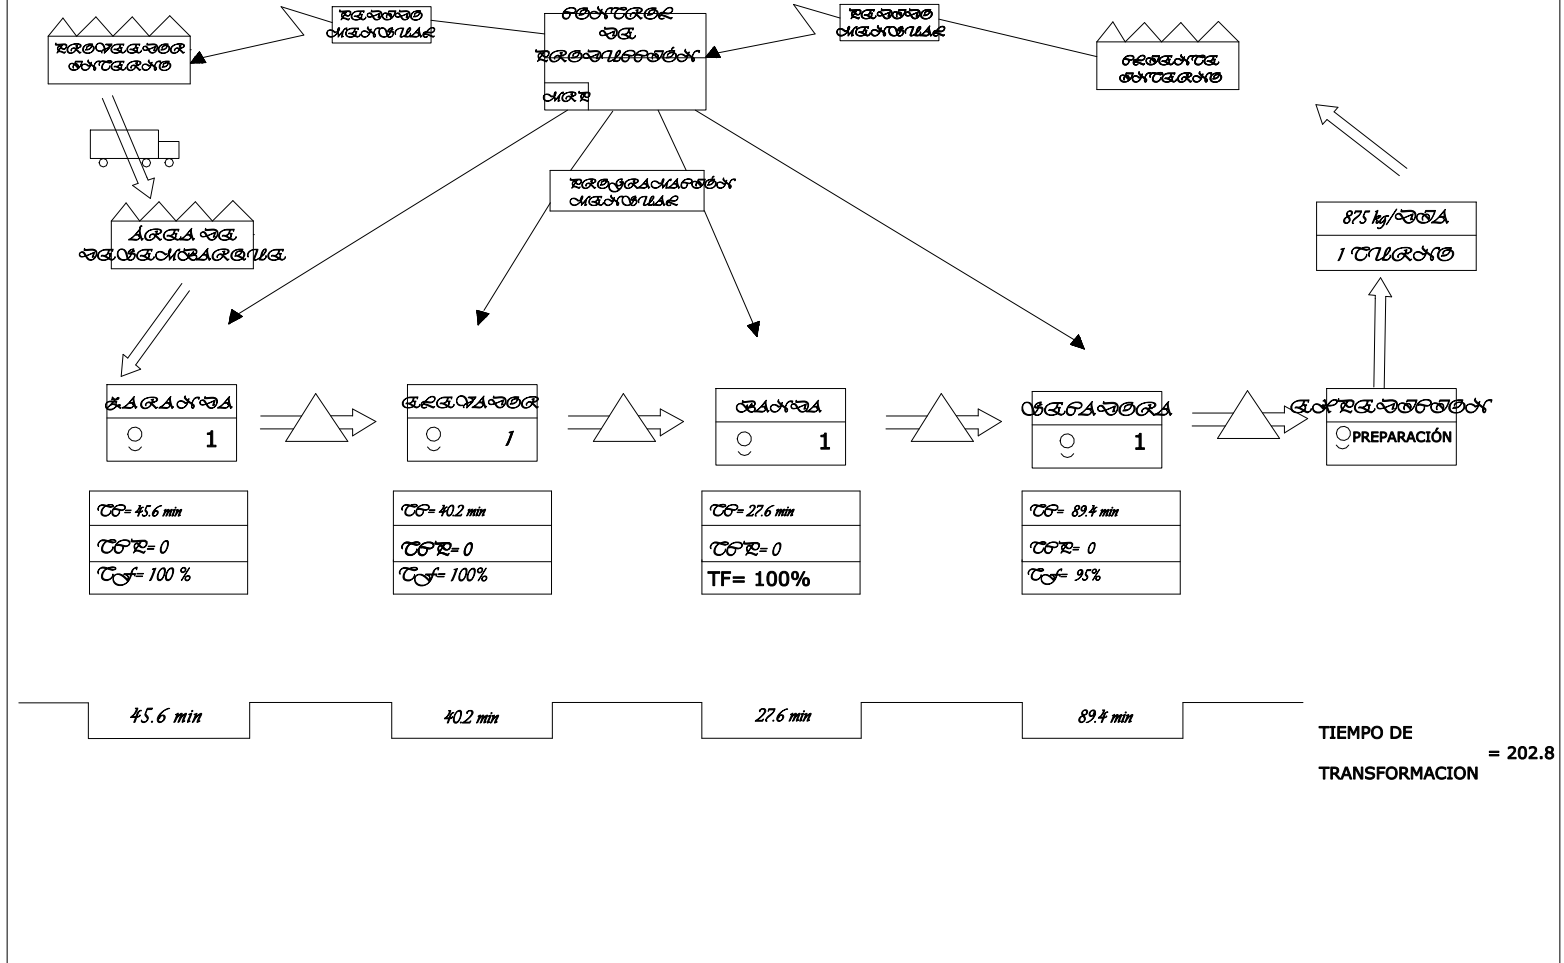 PEDIDO
MENSUAL
CONTROL
DE
PRODUCCIÓN
MRP
PEDIDO
MENSUAL
PROVEEDOR
INTERNO
CLIENTE
INTERNO
PROGRAMACIÓN
MENSUAL
ÁREA DE
DESEMBARQUE
875 kg/DIA
1 TURNO
ZARANDA
1
ELEVADOR
1
BANDA
1
SECADORA
1
EXPEDICION
PREPARACIÓN
TC= 45.6 min
TCP= 0
Tf= 100 %
TC= 40.2 min
TCP= 0
Tf= 100%
TC= 27.6 min
TCP= 0
TF= 100%
TC= 89.4 min
TCP= 0
Tf= 95%
45.6 min
40.2 min
27.6 min
89.4 min
TIEMPO DE
TRANSFORMACION
= 202.8